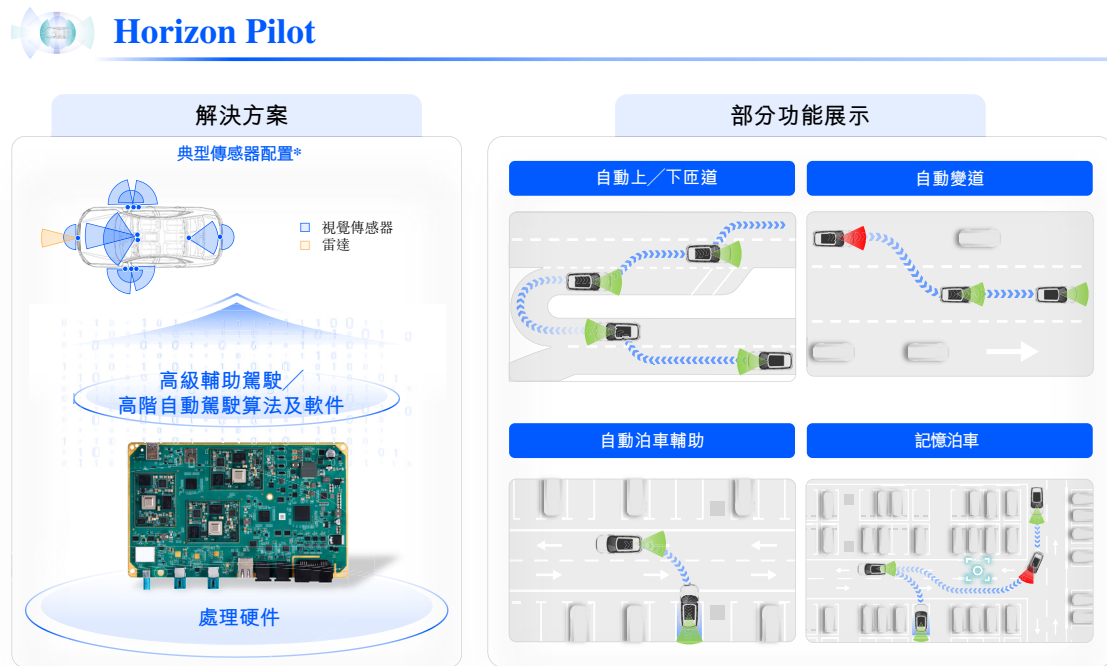 Horizon Pilot
解決方案
典型傳感器配置*
視覺傳感器
雷達
高級輔助駕駛╱
高階自動駕駛算法及軟件
處理硬件
部分功能展示
自動上╱下匝道
自動變道
自動泊車輔助
記憶泊車